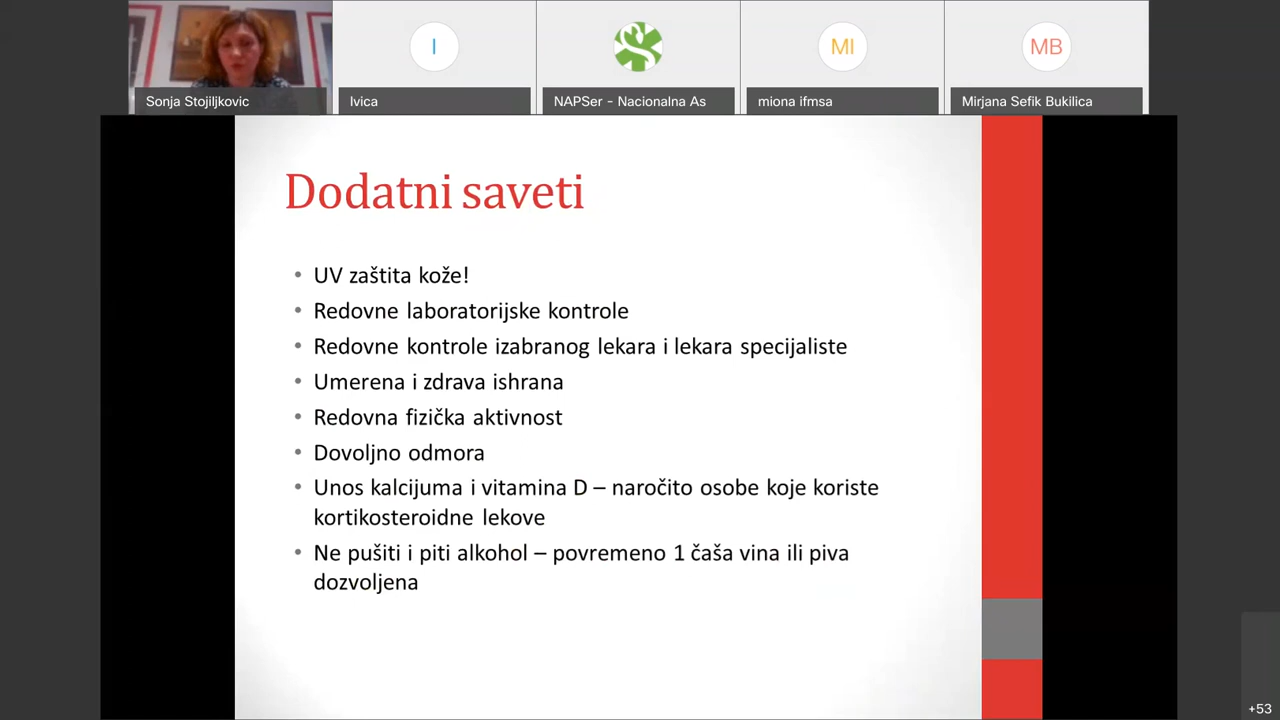 Sonja Stojiljkovic
I
Ivica
NAPSer - Nacionalna As
MI
miona ifmsa
MB
Mirjana Sefik Bukilica
Dodatni saveti
• UV zaštita kože!
• Redovne laboratorijske kontrole
• Redovne kontrole izabranog lekara i lekara specijaliste
• Umerena i zdrava ishrana
• Redovna fizička aktivnost
• Dovoljno odmora
• Unos kalcijuma i vitamina D – naročito osobe koje koriste
kortikosteroidne lekove
• Ne pušiti i piti alkohol – povremeno 1 čaša vina ili piva
dozvoljena
+53